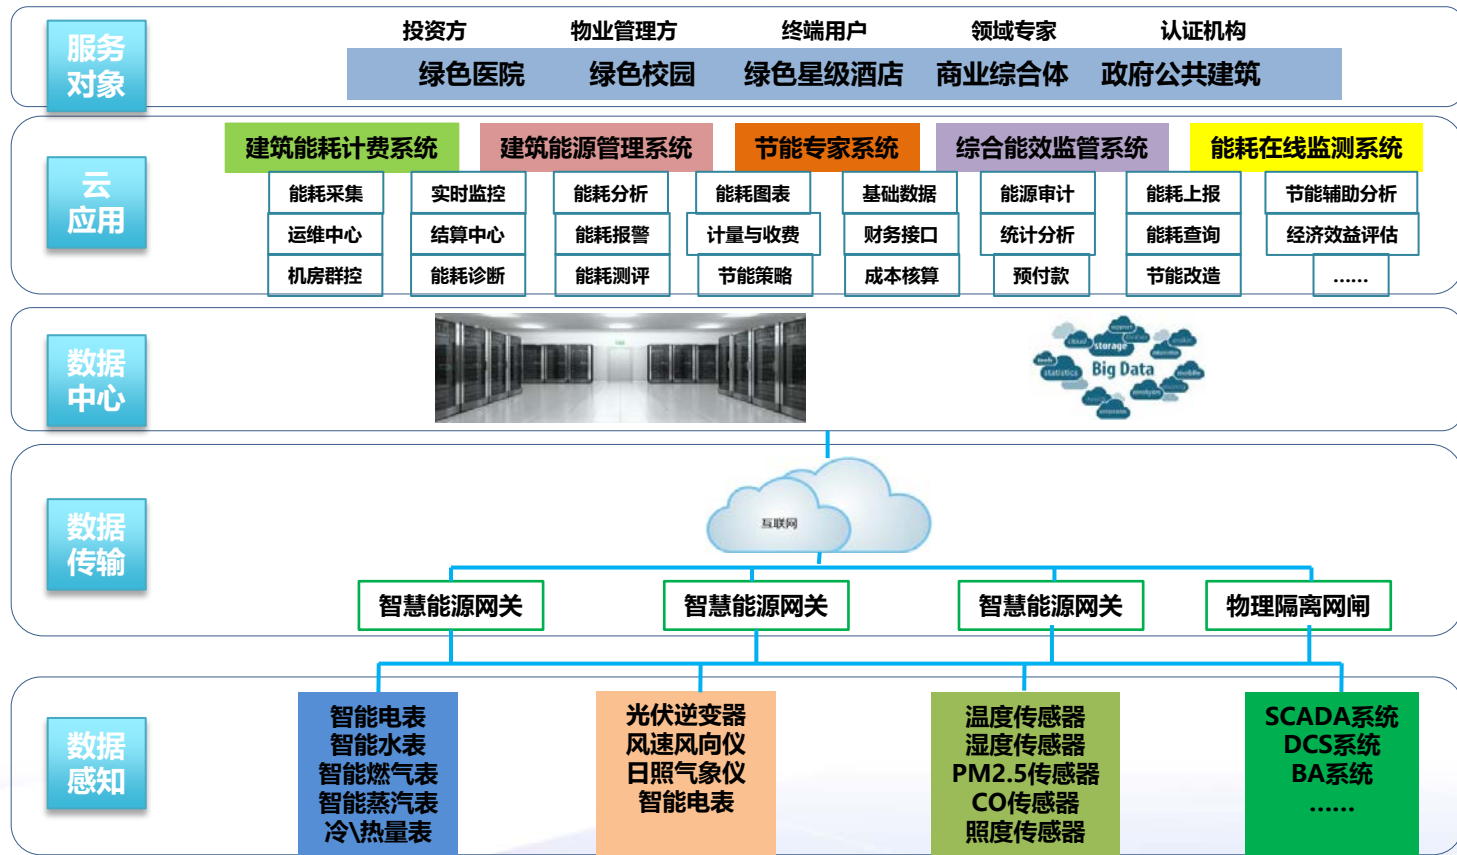 服务
对象
投资方 物业管理方 终端用户 领域专家 认证机构
绿色医院 绿色校园 绿色星级酒店 商业综合体 政府公共建筑
云
应用
建筑能耗计费系统 建筑能源管理系统 节能专家系统 综合能效监管系统 能耗在线监测系统
能耗采集 实时监控 能耗分析 能耗图表 基础数据 能源审计 能耗上报 节能辅助分析
运维中心 结算中心 能耗报警 计量与收费 财务接口 统计分析 能耗查询 经济效益评估
机房群控 能耗诊断 能耗测评 节能策略 成本核算 预付款 节能改造 ……
数据
中心
support
cloud
storage
mobile
tools
statistics
Big Data
analysis
数据
传输
互联网
智慧能源网关 智慧能源网关 智慧能源网关 物理隔离网闸
数据
感知
智能电表
智能水表
智能燃气表
智能蒸汽表
冷\热量表
光伏逆变器
风速风向仪
日照气象仪
智能电表
温度传感器
湿度传感器
PM2.5传感器
CO传感器
照度传感器
SCADA系统
DCS系统
BA系统
……